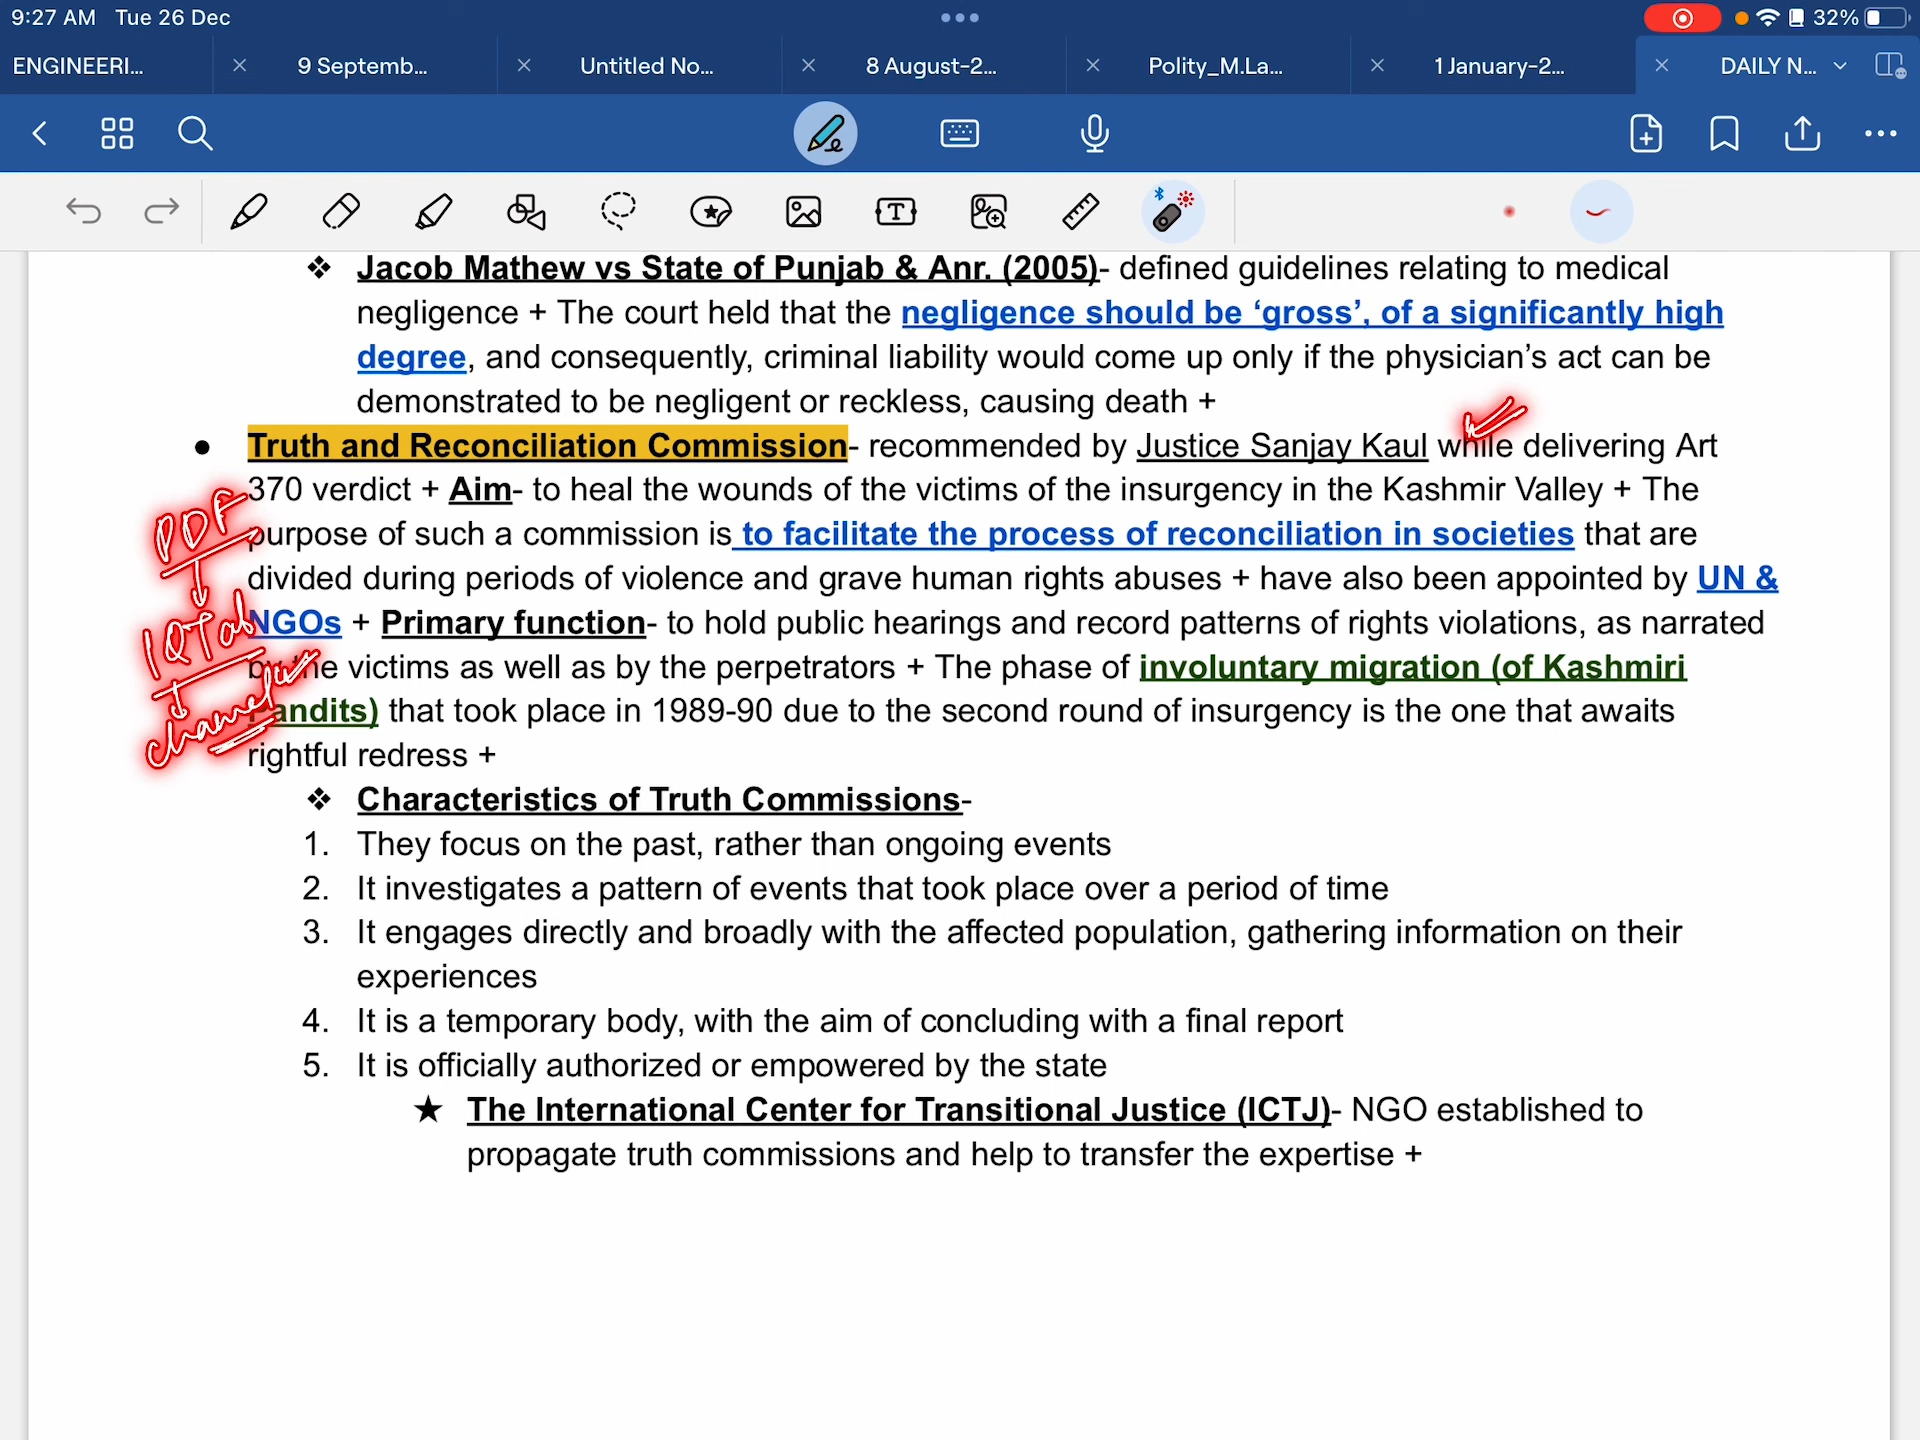 9:27 AM Tue 26 Dec
32%
ENGINEERI...
9 Septemb...
Untitled No...
8 August-2...
Polity_M.La...
1 January-2...
DAILY N...
❖ Jacob Mathew vs State of Punjab & Anr. (2005)- defined guidelines relating to medical
negligence + The court held that the negligence should be ‘gross’, of a significantly high
degree, and consequently, criminal liability would come up only if the physician’s act can be
demonstrated to be negligent or reckless, causing death +
● Truth and Reconciliation Commission- recommended by Justice Sanjay Kaul while delivering Art
370 verdict + Aim- to heal the wounds of the victims of the insurgency in the Kashmir Valley + The
purpose of such a commission is to facilitate the process of reconciliation in societies that are
divided during periods of violence and grave human rights abuses + have also been appointed by UN &
NGOs + Primary function- to hold public hearings and record patterns of rights violations, as narrated
by the victims as well as by the perpetrators + The phase of involuntary migration (of Kashmiri
Pandits) that took place in 1989-90 due to the second round of insurgency is the one that awaits
rightful redress +
PDF
IQTab
channel
❖ Characteristics of Truth Commissions-
1. They focus on the past, rather than ongoing events
2. It investigates a pattern of events that took place over a period of time
3. It engages directly and broadly with the affected population, gathering information on their
experiences
4. It is a temporary body, with the aim of concluding with a final report
5. It is officially authorized or empowered by the state
★ The International Center for Transitional Justice (ICTJ)- NGO established to
propagate truth commissions and help to transfer the expertise +